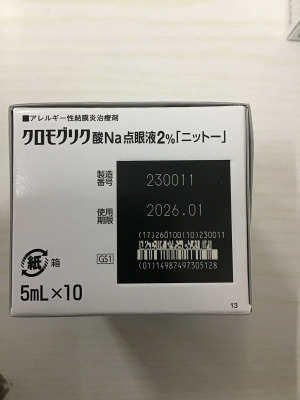 ■アレルギー性結膜炎治療剤
クロモグリク酸Na点眼液2%「ニットー」
製造番号 230011
使用期限 2026.01
(17)260100(10)230011
(01)14987497305128
紙 箱
GS1
5mL×10
13